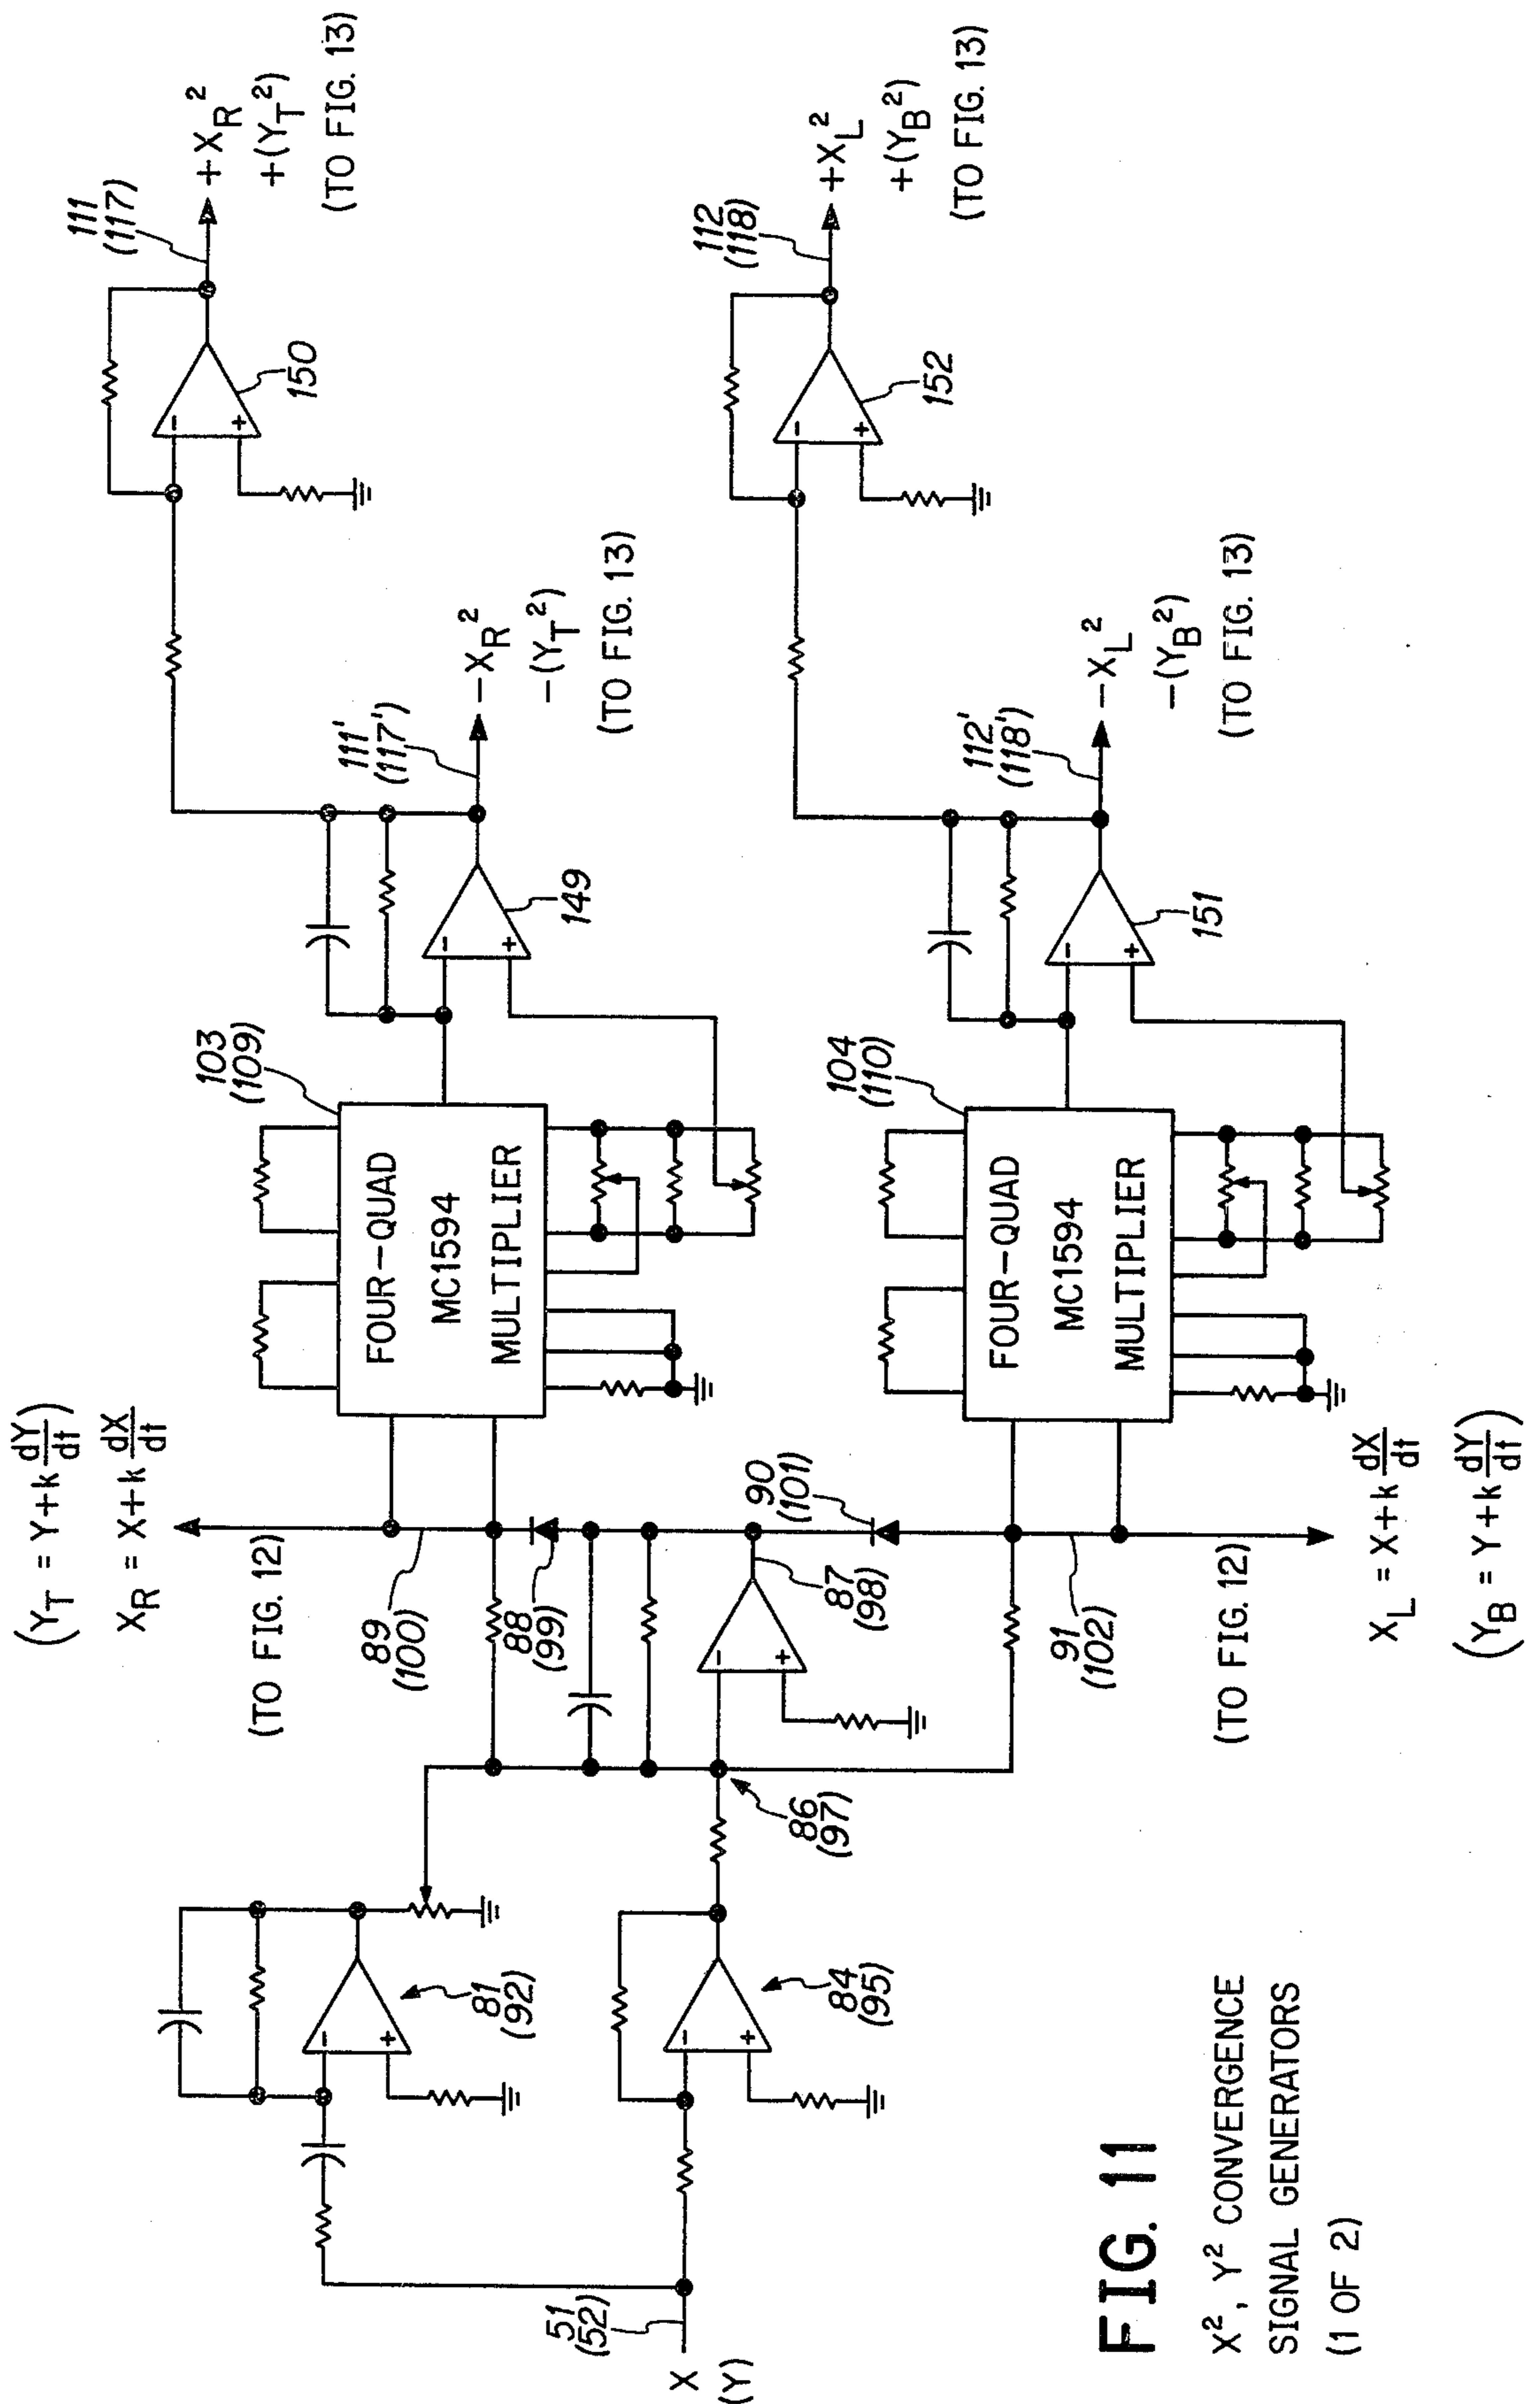 (Y_T = Y+k dY/dt)
X_R = X+k dX/dt
(TO FIG. 12)
89
(100)
88
(99)
103
(109)
FOUR-QUAD
MC1594
MULTIPLIER
-
+
149
111'
(117')
-X_R²
-(Y_T²)
(TO FIG. 13)
-
+
150
111
(117)
+X_R²
+(Y_T²)
(TO FIG. 13)
-
+
81
(92)
51
(52)
X
(Y)
-
+
84
(95)
86
(97)
-
+
87
(98)
90
(101)
91
(102)
(TO FIG. 12)
X_L = X+k dX/dt
(Y_B = Y+k dY/dt)
104
(110)
FOUR-QUAD
MC1594
MULTIPLIER
-
+
151
112'
(118')
-X_L²
-(Y_B²)
(TO FIG. 13)
-
+
152
112
(118)
+X_L²
+(Y_B²)
(TO FIG. 13)
FIG. 11
X², Y² CONVERGENCE
SIGNAL GENERATORS
(1 OF 2)